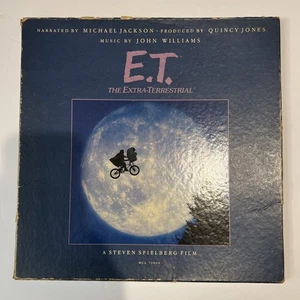 NARRATED BY MICHAEL JACKSON · PRODUCED BY QUINCY JONES
MUSIC BY JOHN WILLIAMS
E.T.
THE EXTRA-TERRESTRIAL
A STEVEN SPIELBERG FILM